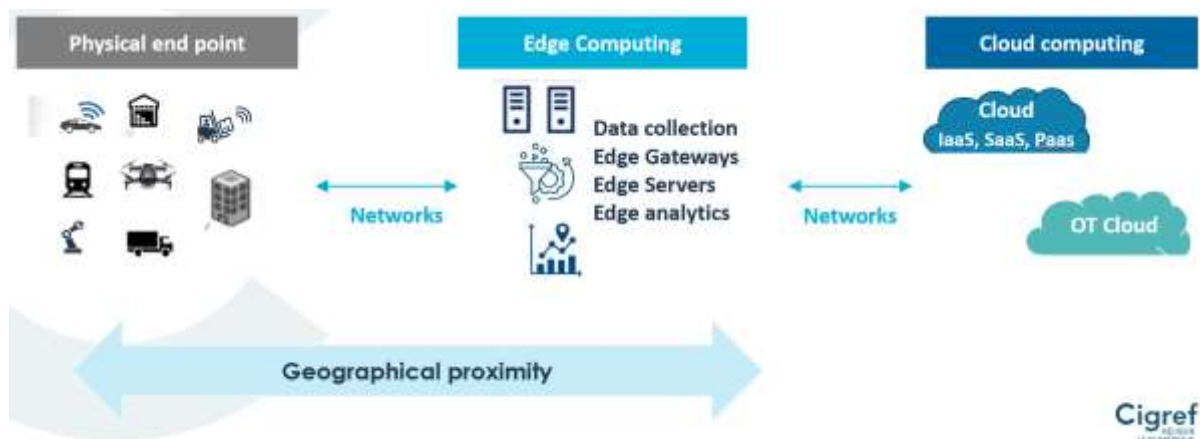 Physical end point
Edge Computing
Cloud computing
Data collection
Edge Gateways
Edge Servers
Edge analytics
Networks
Networks
Cloud
IaaS, SaaS, Paas
OT Cloud
Geographical proximity
Cigref